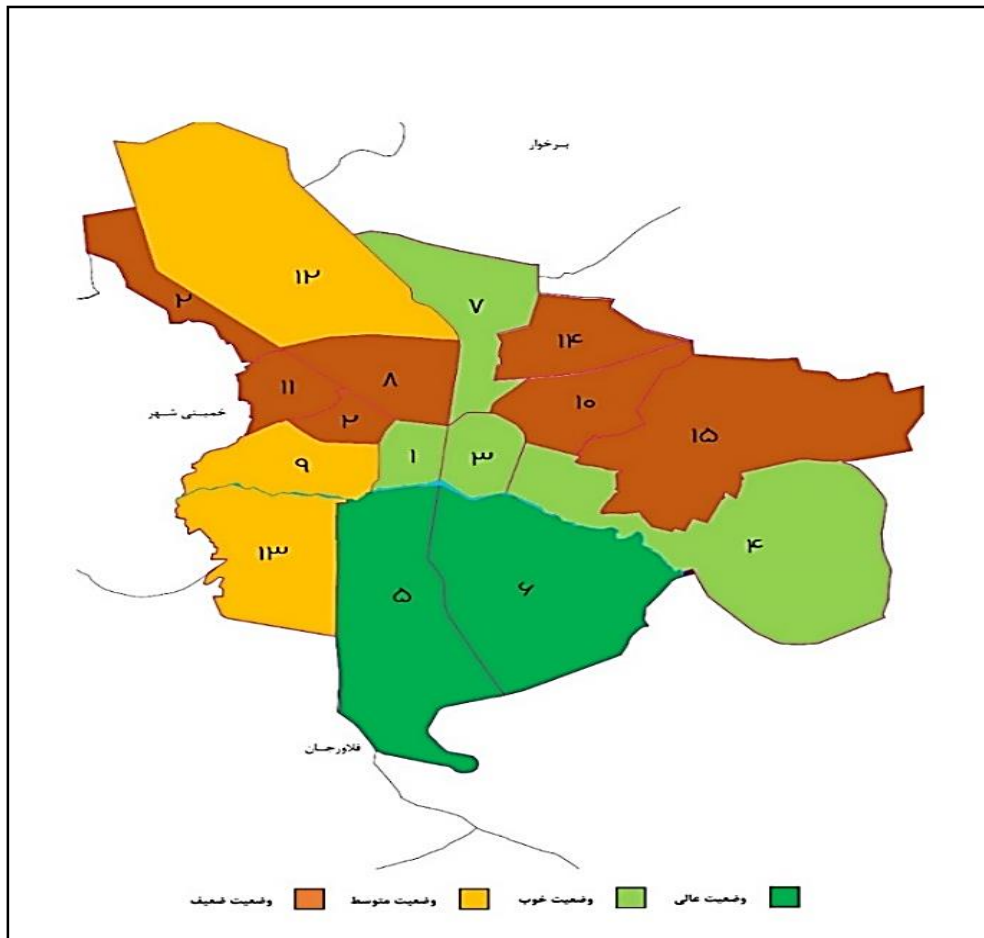 برخوار
۱۲
۲
۷
۱۴
۸
۱۱
۱۰
خمینی شهر
۲
۱۵
۱
۳
۹
۴
۱۳
۵
۶
فلاورجان
وضعیت عالی
وضعیت خوب
وضعیت متوسط
وضعیت ضعیف